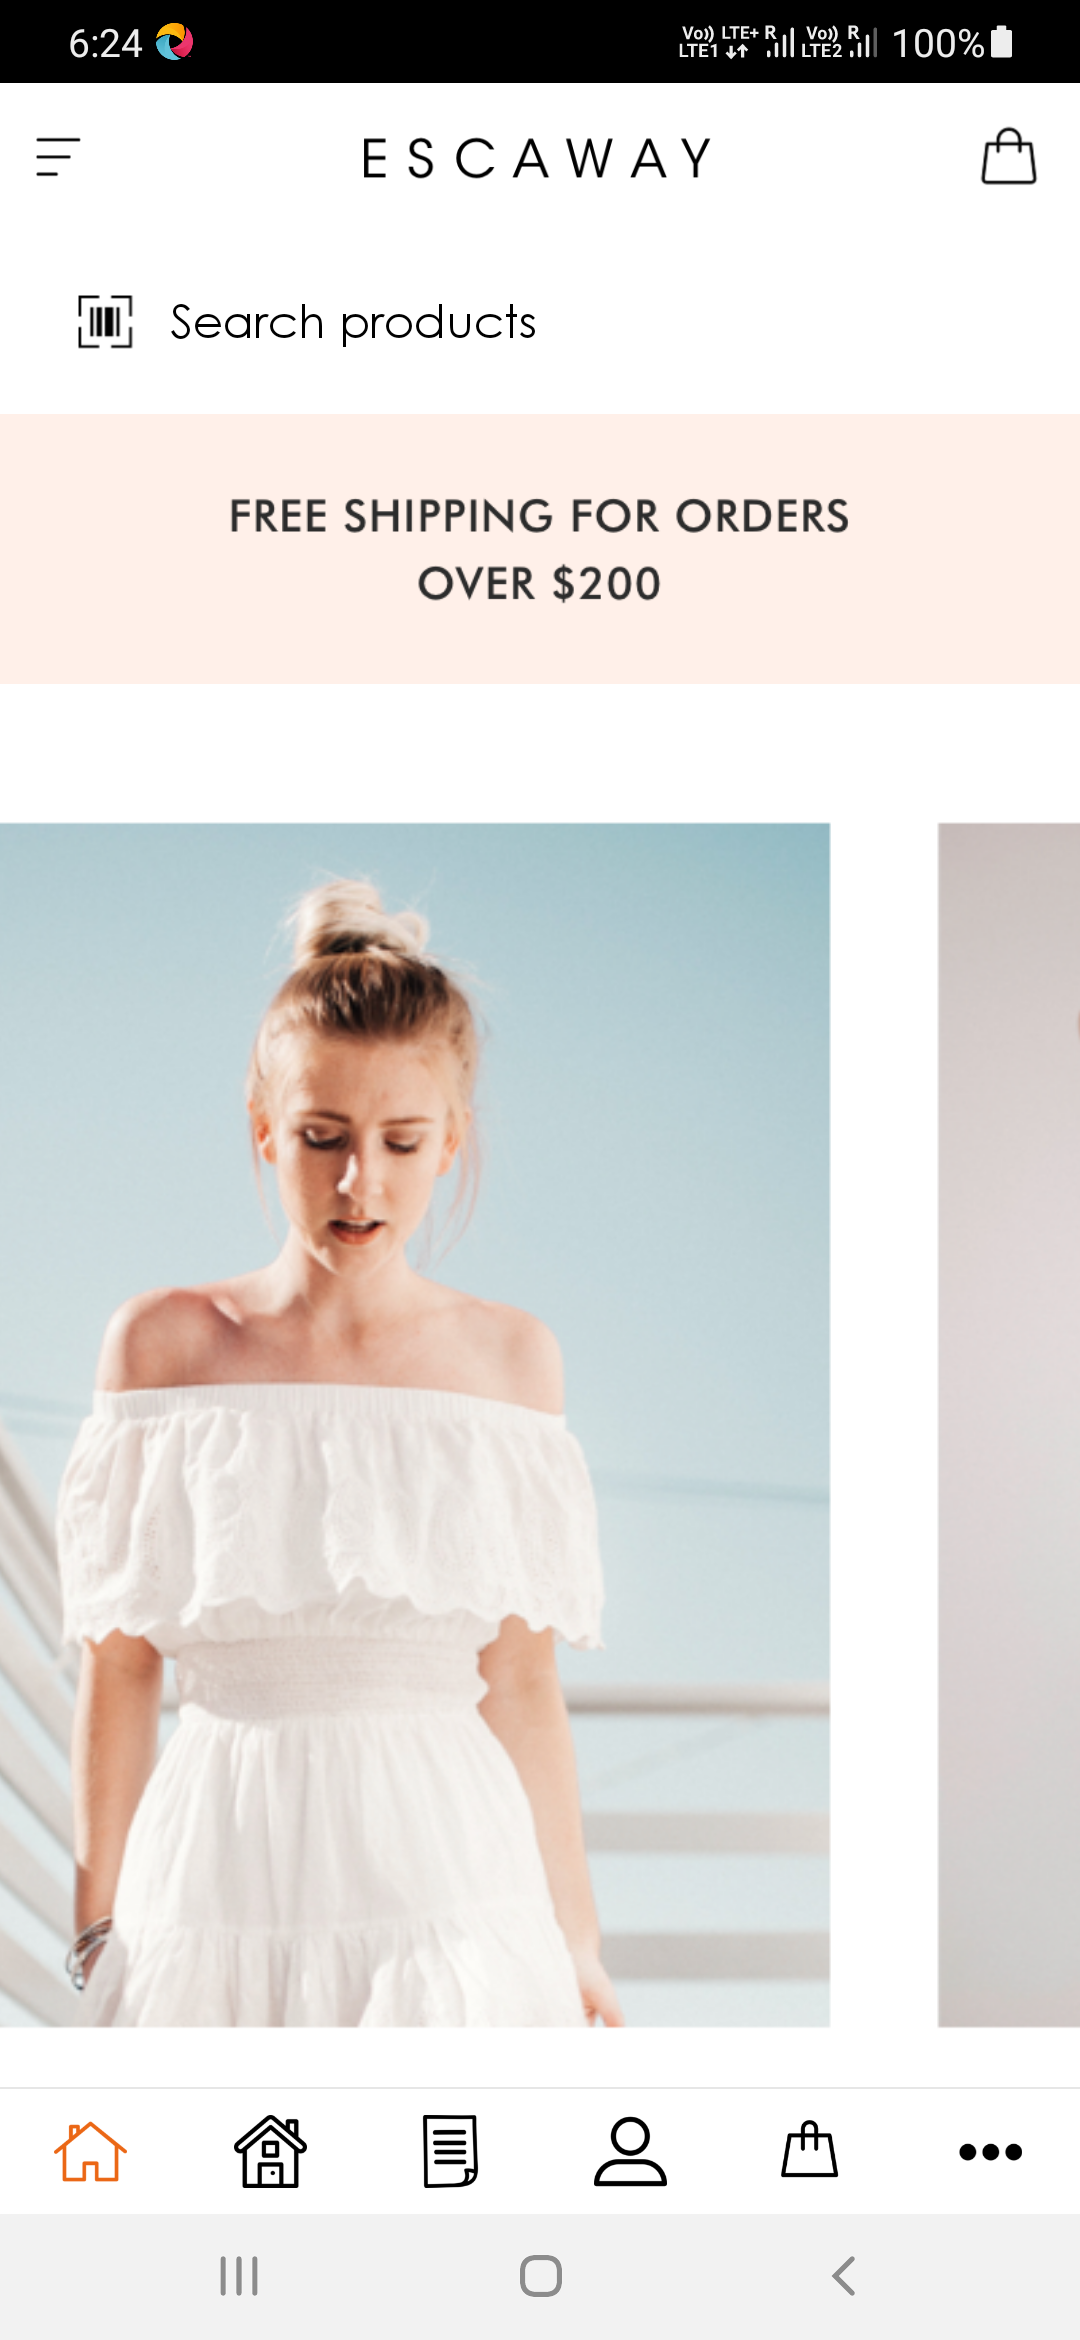 6:24
Vo)) LTE+ R Vo)) R
LTE1 LTE2 100%
ESCAWAY
Search products
FREE SHIPPING FOR ORDERS
OVER $200